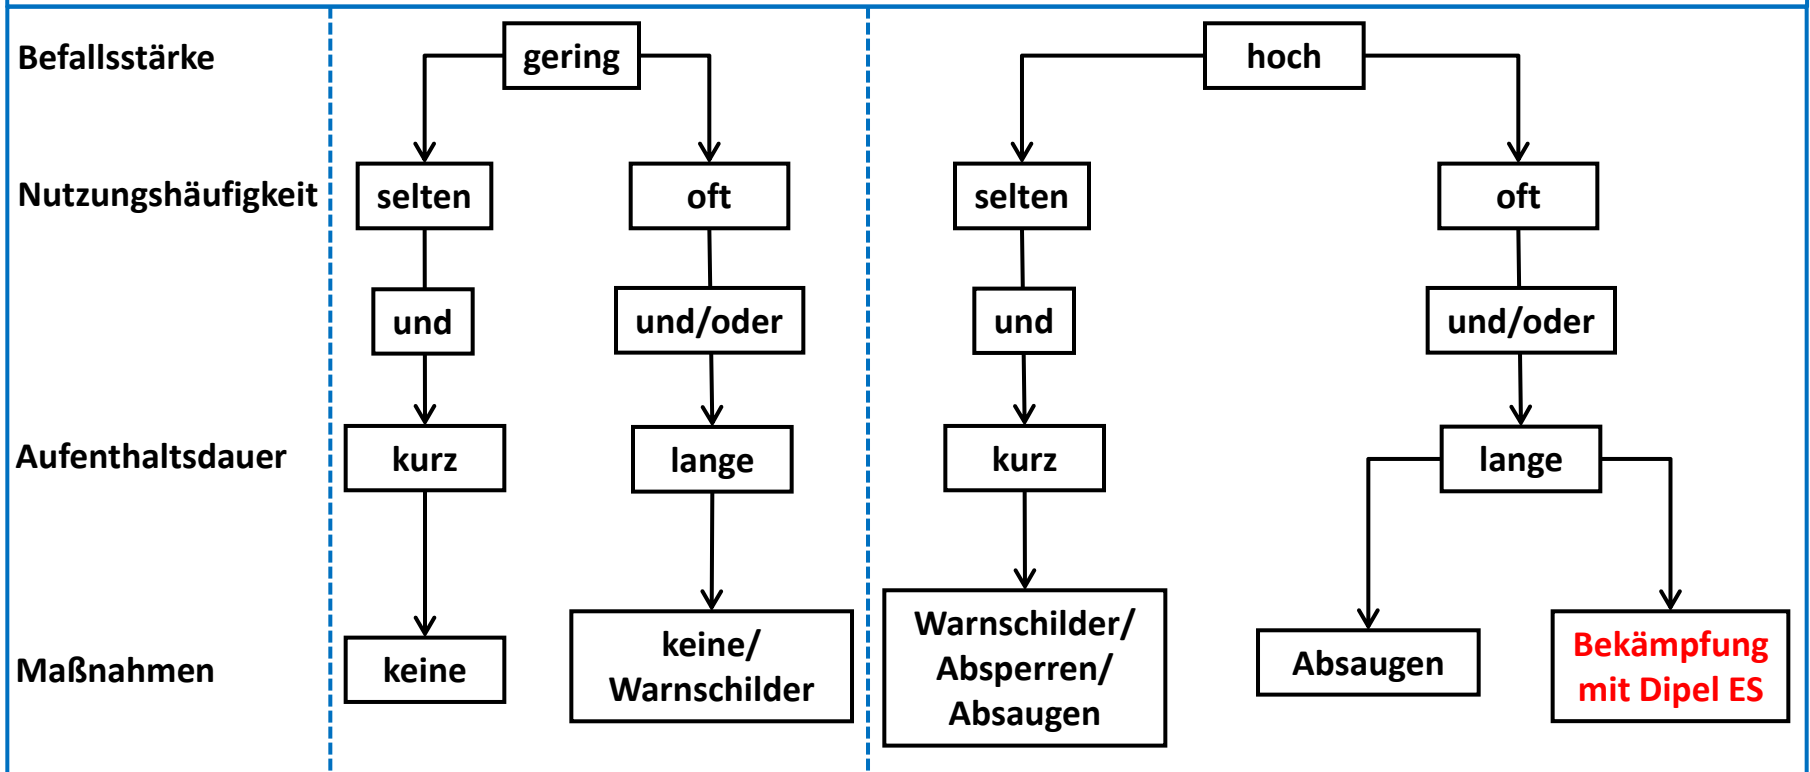 Befallsstärke
gering
hoch
Nutzungshäufigkeit
selten
oft
selten
oft
und
und/oder
und
und/oder
Aufenthaltsdauer
kurz
lange
kurz
lange
Maßnahmen
keine
keine/
Warnschilder
Warnschilder/
Absperren/
Absaugen
Absaugen
Bekämpfung
mit Dipel ES